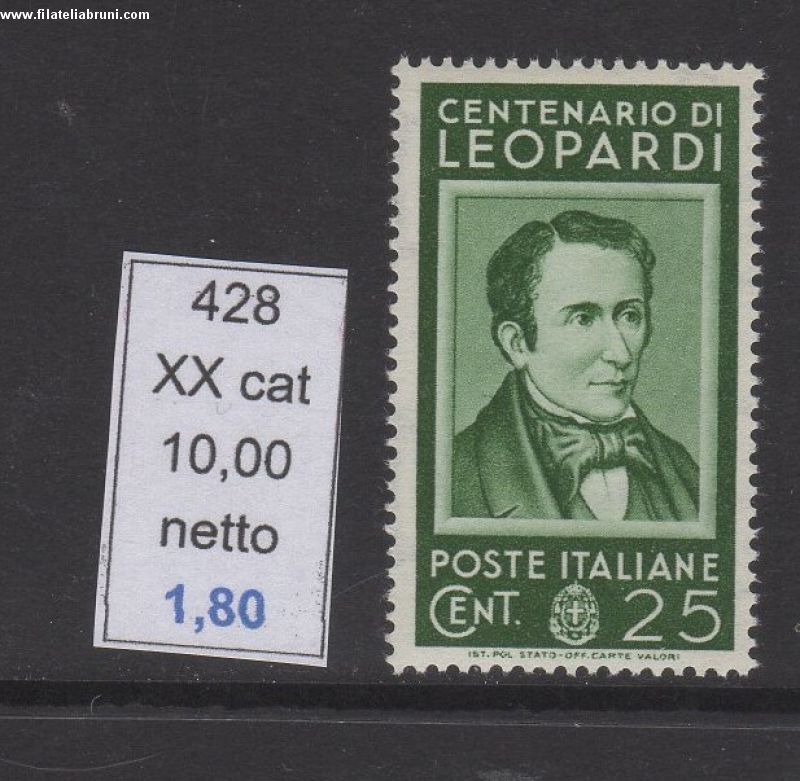 www.filateliabruni.com
428
XX cat
10,00
netto
1,80
CENTENARIO DI
LEOPARDI
POSTE ITALIANE
CENT. 25
IST. POL. STATO-OFF. CARTE VALORI